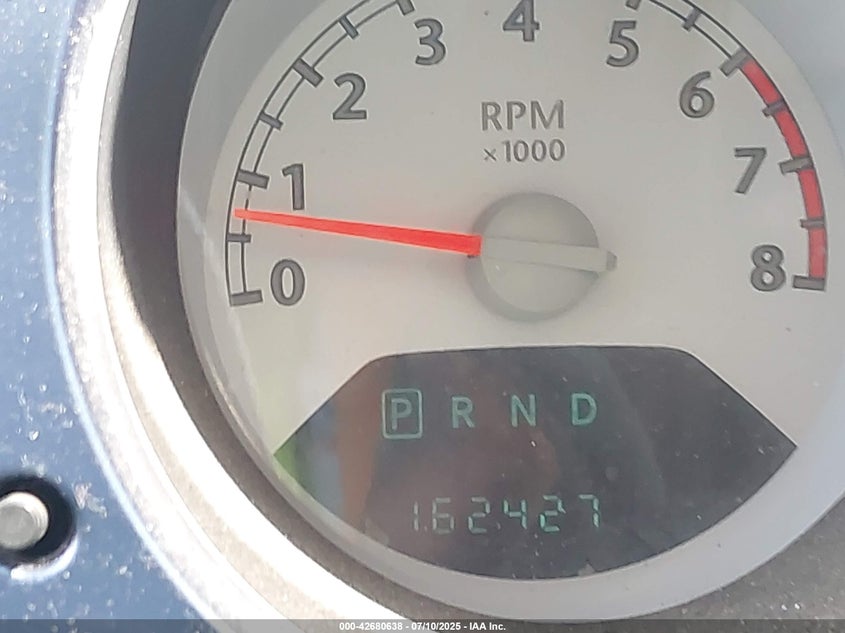 0 1 2 3 4 5 6 7 8
RPM
×1000
P R N D
162427
000-42680638 - 07/10/2025 - IAA Inc.